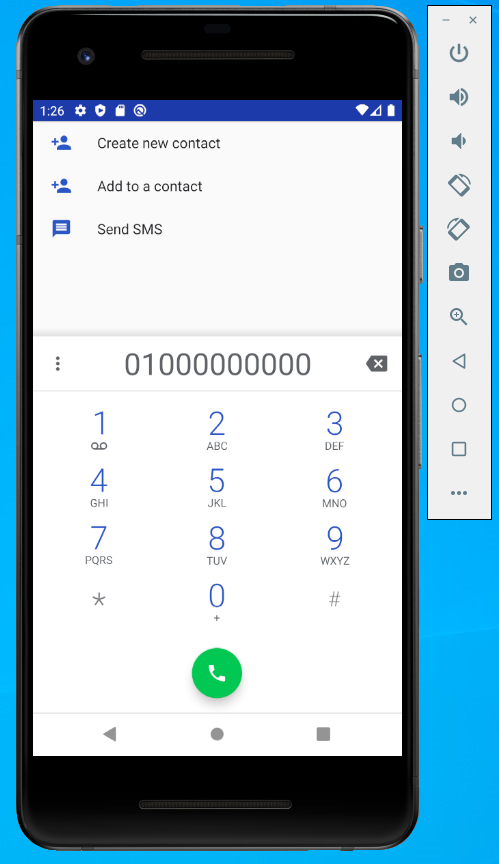 1:26
Create new contact
Add to a contact
Send SMS
01000000000
1 2 3
ABC DEF
4 5 6
GHI JKL MNO
7 8 9
PQRS TUV WXYZ
* 0 #
+